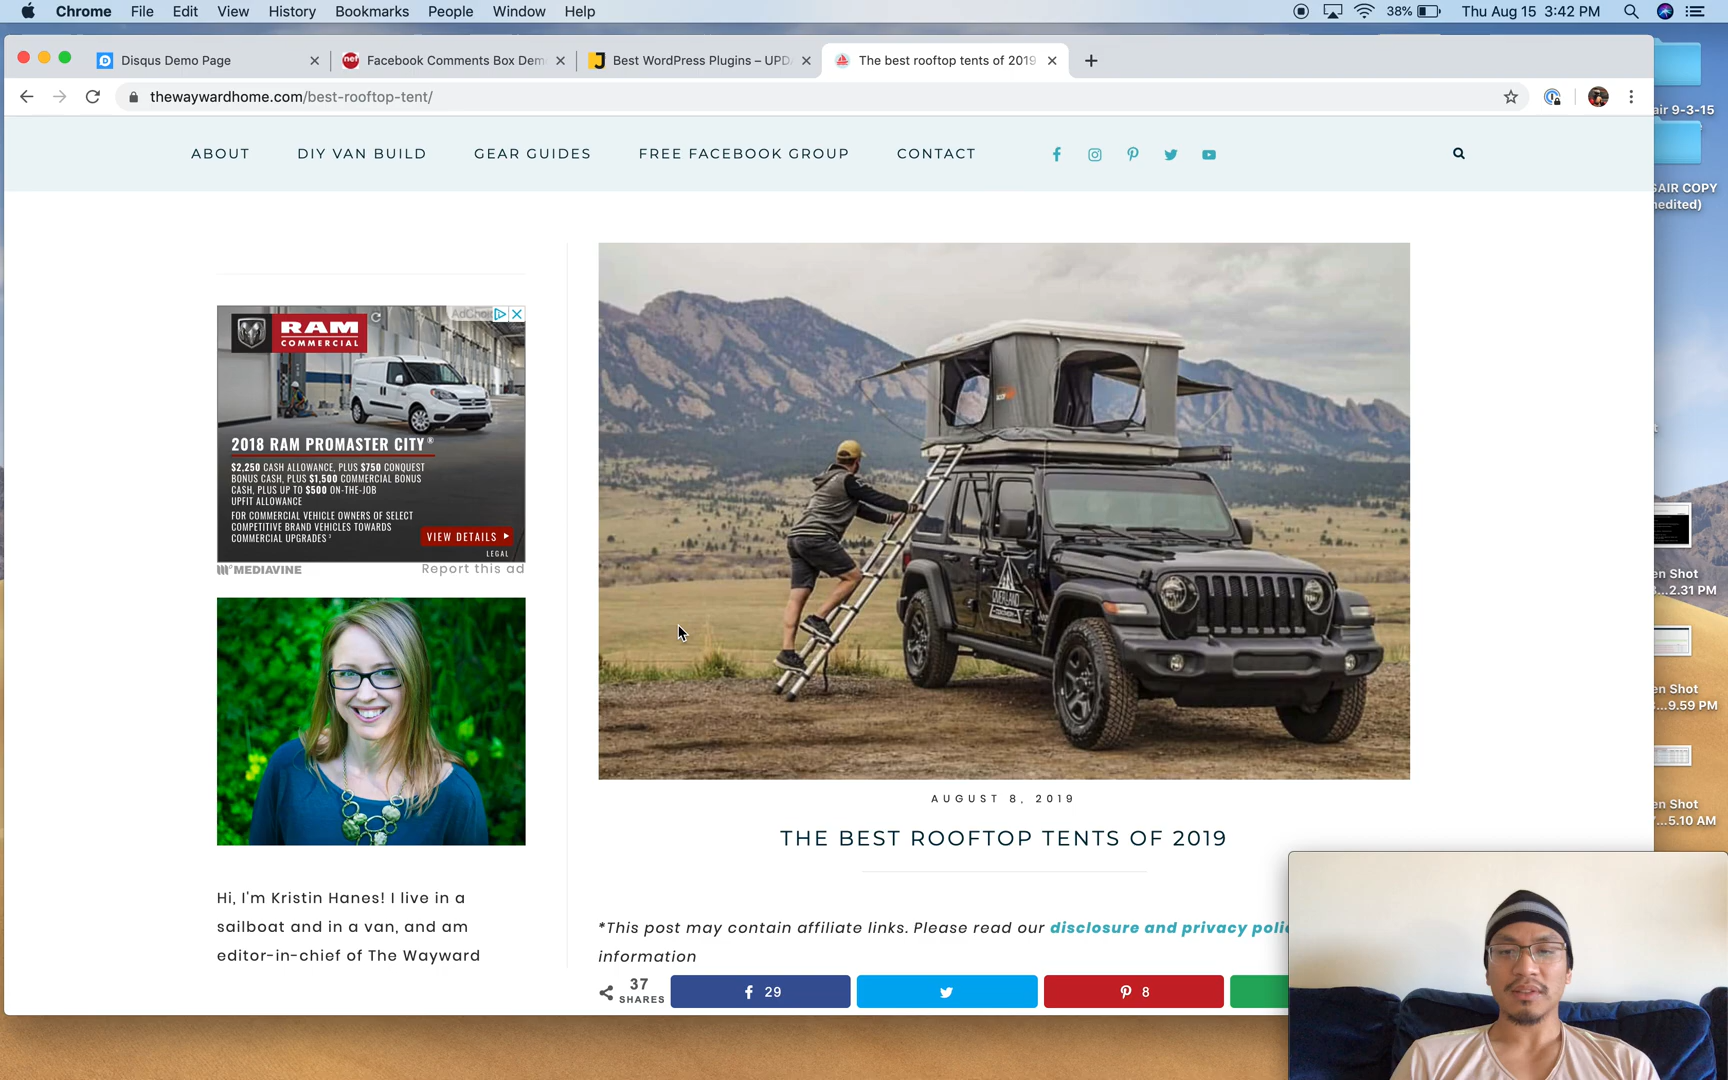 Chrome File Edit View History Bookmarks People Window Help 38% Thu Aug 15 3:42 PM
Disqus Demo Page Facebook Comments Box Dem Best WordPress Plugins – UPD The best rooftop tents of 2019
thewaywardhome.com/best-rooftop-tent/
ABOUT DIY VAN BUILD GEAR GUIDES FREE FACEBOOK GROUP CONTACT
air 9-3-15
SAIR COPY
nedited)
RAM
COMMERCIAL
2018 RAM PROMASTER CITY®
$2,250 CASH ALLOWANCE, PLUS $750 CONQUEST
BONUS CASH, PLUS $1,500 COMMERCIAL BONUS
CASH, PLUS UP TO $500 ON-THE-JOB
UPFIT ALLOWANCE
FOR COMMERCIAL VEHICLE OWNERS OF SELECT
COMPETITIVE BRAND VEHICLES TOWARDS
COMMERCIAL UPGRADES¹
VIEW DETAILS
LEGAL
MEDIAVINE Report this ad
Hi, I'm Kristin Hanes! I live in a
sailboat and in a van, and am
editor-in-chief of The Wayward
OVERLAND
AUGUST 8, 2019
THE BEST ROOFTOP TENTS OF 2019
*This post may contain affiliate links. Please read our disclosure and privacy polic
information
37
SHARES
29
8
en Shot
...2.31 PM
en Shot
...9.59 PM
en Shot
...5.10 AM